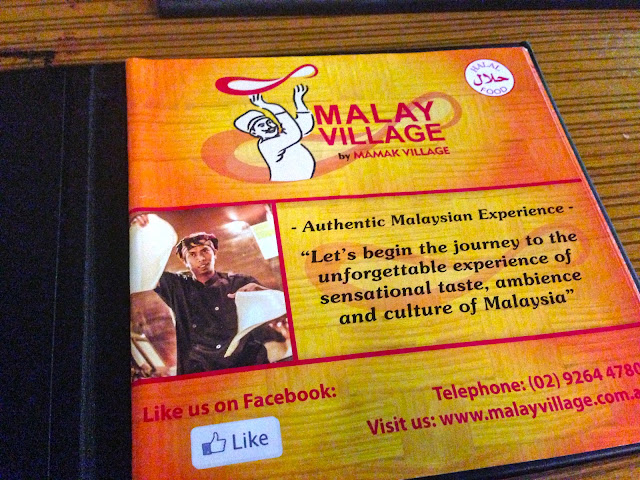 HALAL
حلال
FOOD
MALAY
VILLAGE
by MAMAK VILLAGE
- Authentic Malaysian Experience -
“Let’s begin the journey to the
unforgettable experience of
sensational taste, ambience
and culture of Malaysia”
Like us on Facebook:
Like
Telephone: (02) 9264 4780
Visit us: www.malayvillage.com.a